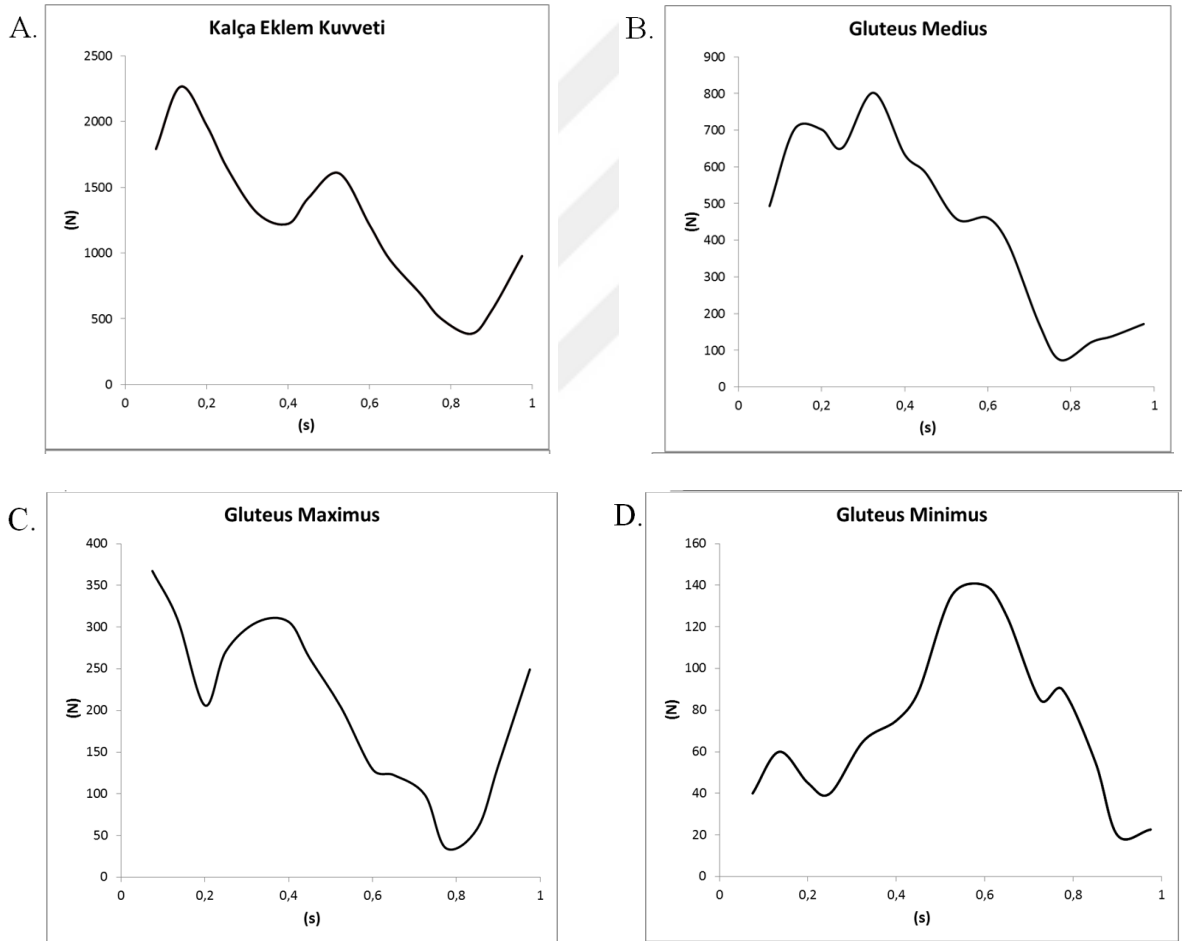 A.
Kalça Eklem Kuvveti
2500
2000
1500
1000
500
0
(N)
0 0,2 0,4 0,6 0,8 1
(s)
B.
Gluteus Medius
900
800
700
600
500
400
300
200
100
0
(N)
0 0,2 0,4 0,6 0,8 1
(s)
C.
Gluteus Maximus
400
350
300
250
200
150
100
50
0
(N)
0 0,2 0,4 0,6 0,8 1
(s)
D.
Gluteus Minimus
160
140
120
100
80
60
40
20
0
(N)
0 0,2 0,4 0,6 0,8 1
(s)